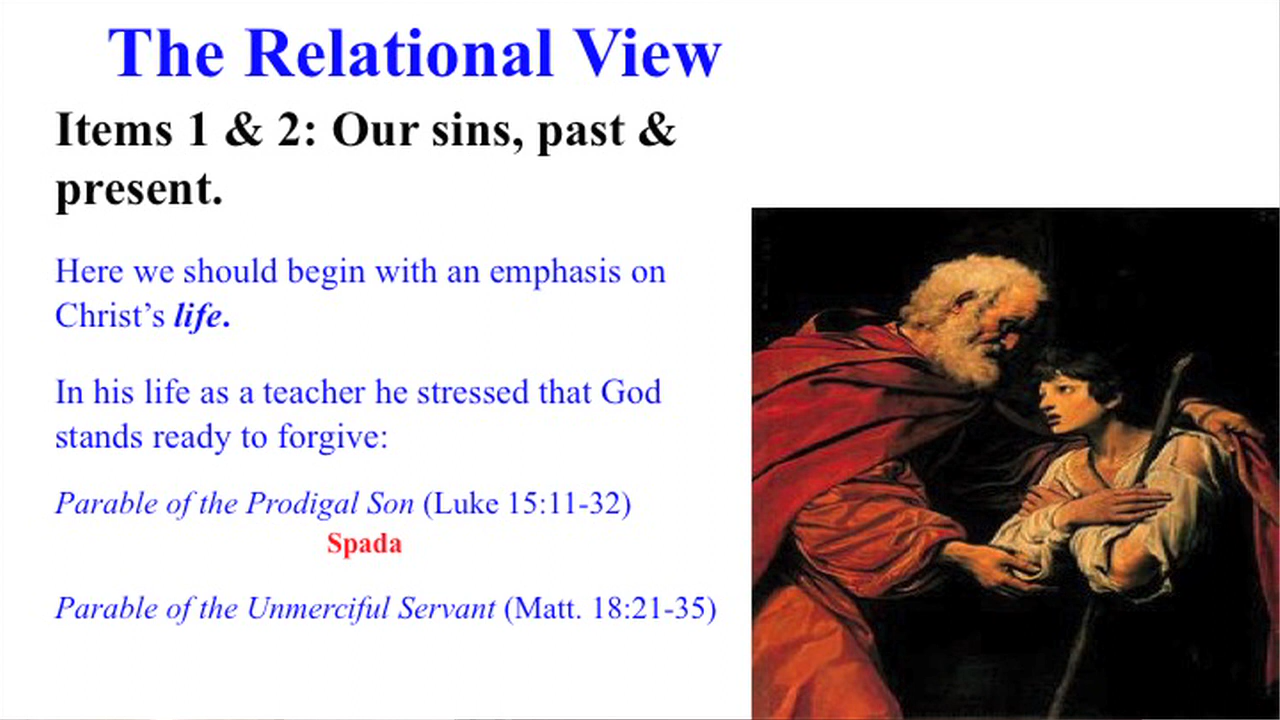 The Relational View
Items 1 & 2: Our sins, past &
present.
Here we should begin with an emphasis on
Christ’s life.
In his life as a teacher he stressed that God
stands ready to forgive:
Parable of the Prodigal Son (Luke 15:11-32)
Spada
Parable of the Unmerciful Servant (Matt. 18:21-35)